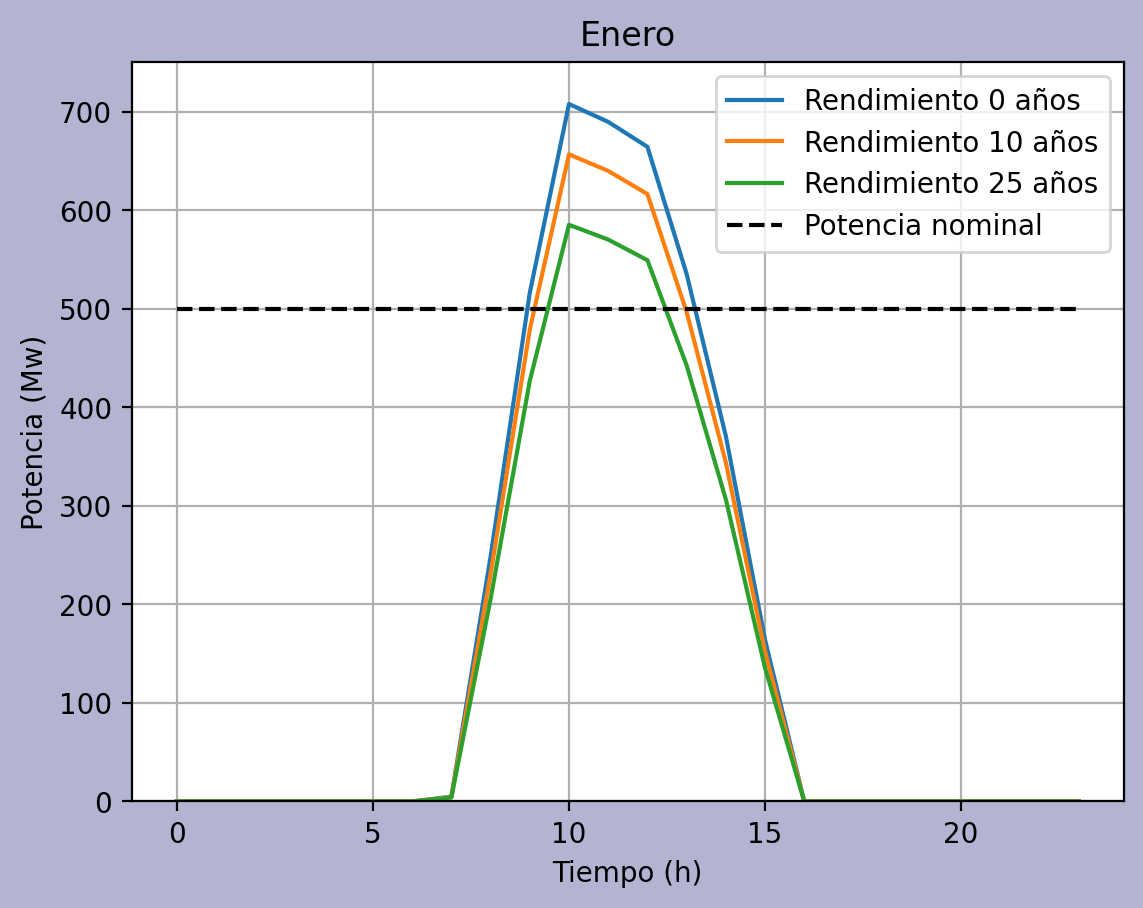 Enero
Potencia (Mw)
700
600
500
400
300
200
100
0
Rendimiento 0 años
Rendimiento 10 años
Rendimiento 25 años
Potencia nominal
0 5 10 15 20
Tiempo (h)